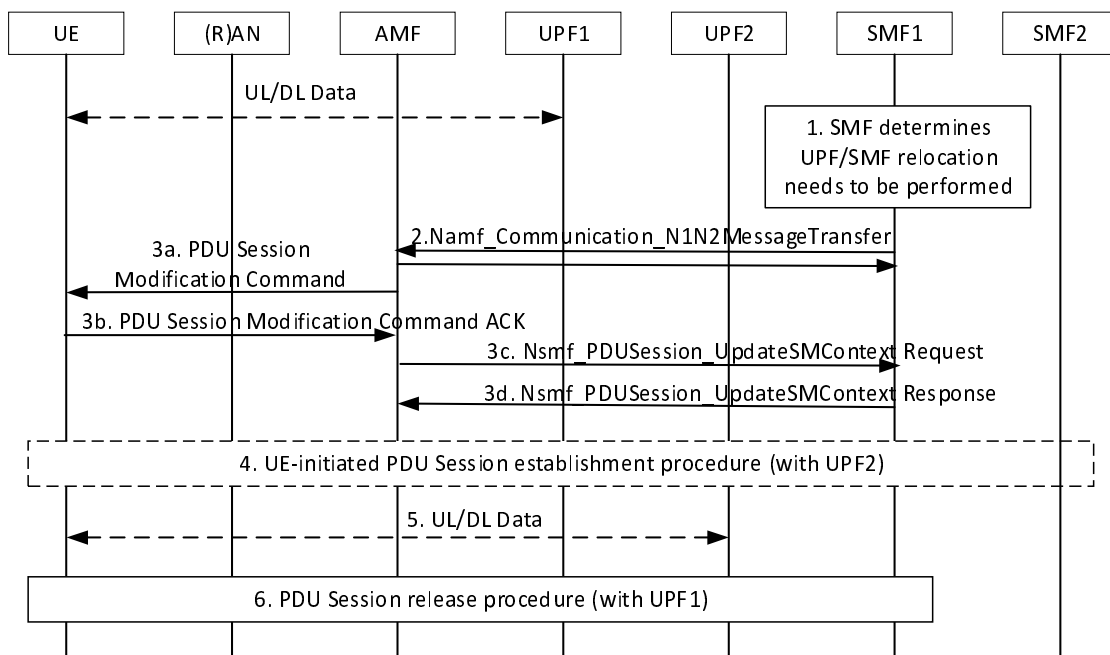 UE
(R)AN
AMF
UPF1
UPF2
SMF1
SMF2
UL/DL Data
1. SMF determines
UPF/SMF relocation
needs to be performed
2.Namf_Communication_N1N2MessageTransfer
3a. PDU Session
Modification Command
3b. PDU Session Modification Command ACK
3c. Nsmf_PDUSession_UpdateSMContext Request
3d. Nsmf_PDUSession_UpdateSMContext Response
4. UE-initiated PDU Session establishment procedure (with UPF2)
5. UL/DL Data
6. PDU Session release procedure (with UPF1)